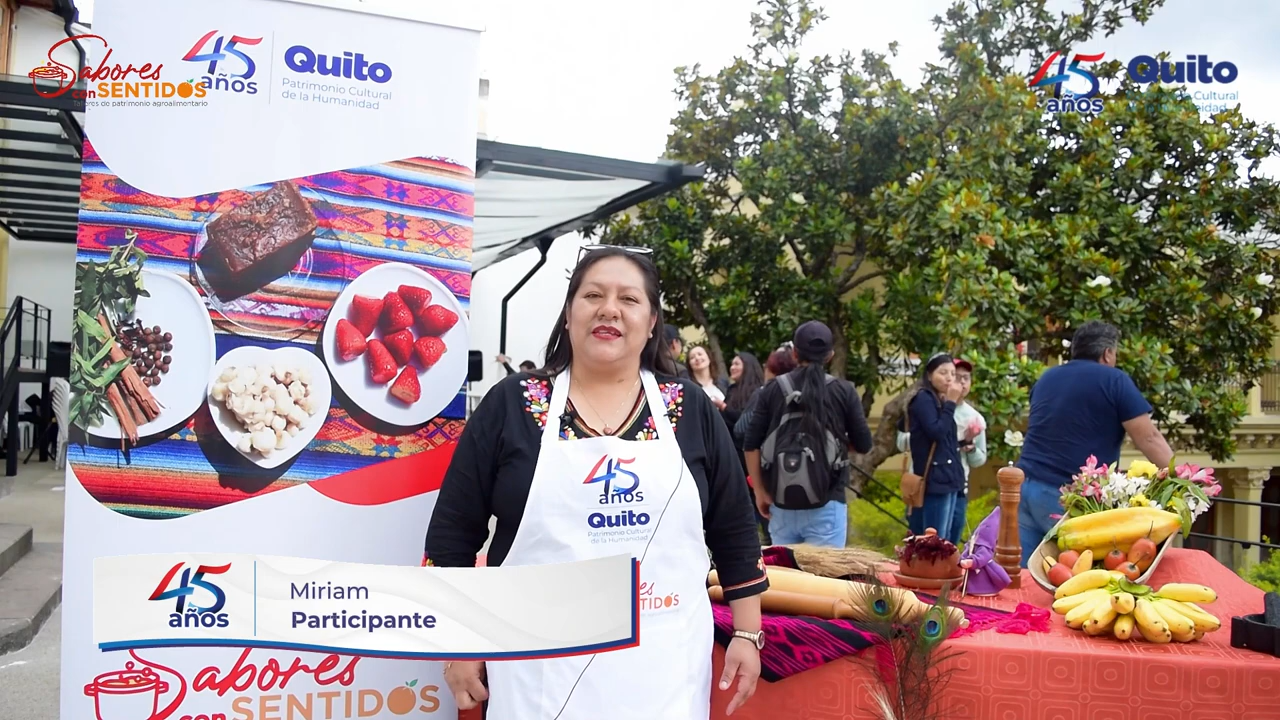 Sabores
con SENTIDOS
Talleres de patrimonio agroalimentario
45
años
Quito
Patrimonio Cultural
de la Humanidad
45
años
Quito
45
años
Quito
Patrimonio Cultural
de la Humanidad
45
años
Miriam
Participante
Sabores
con SENTIDOS
SENTIDOS